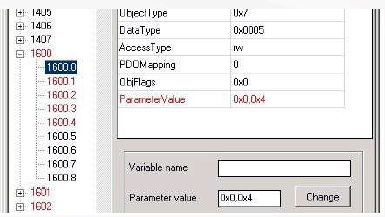 1405
1406
1407
1600
1600.0
1600.1
1600.2
1600.3
1600.4
1600.5
1600.6
1600.7
1600.8
1601
1602
ObjectType 0x7
DataType 0x0005
AccessType rw
PDOMapping 0
ObjFlags 0x0
ParameterValue 0x0,0x4
Variable name
Parameter value 0x0,0x4 Change